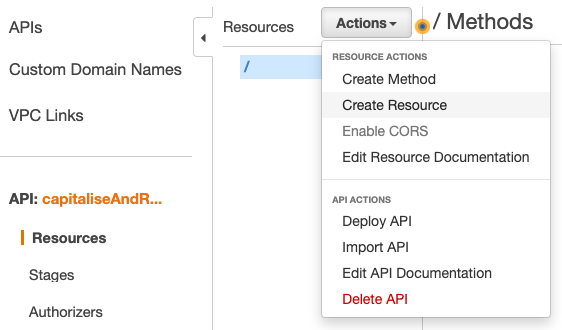 APIs
Custom Domain Names
VPC Links
API: capitaliseAndR...
Resources
Stages
Authorizers
Resources
Actions
/ Methods
/
RESOURCE ACTIONS
Create Method
Create Resource
Enable CORS
Edit Resource Documentation
API ACTIONS
Deploy API
Import API
Edit API Documentation
Delete API